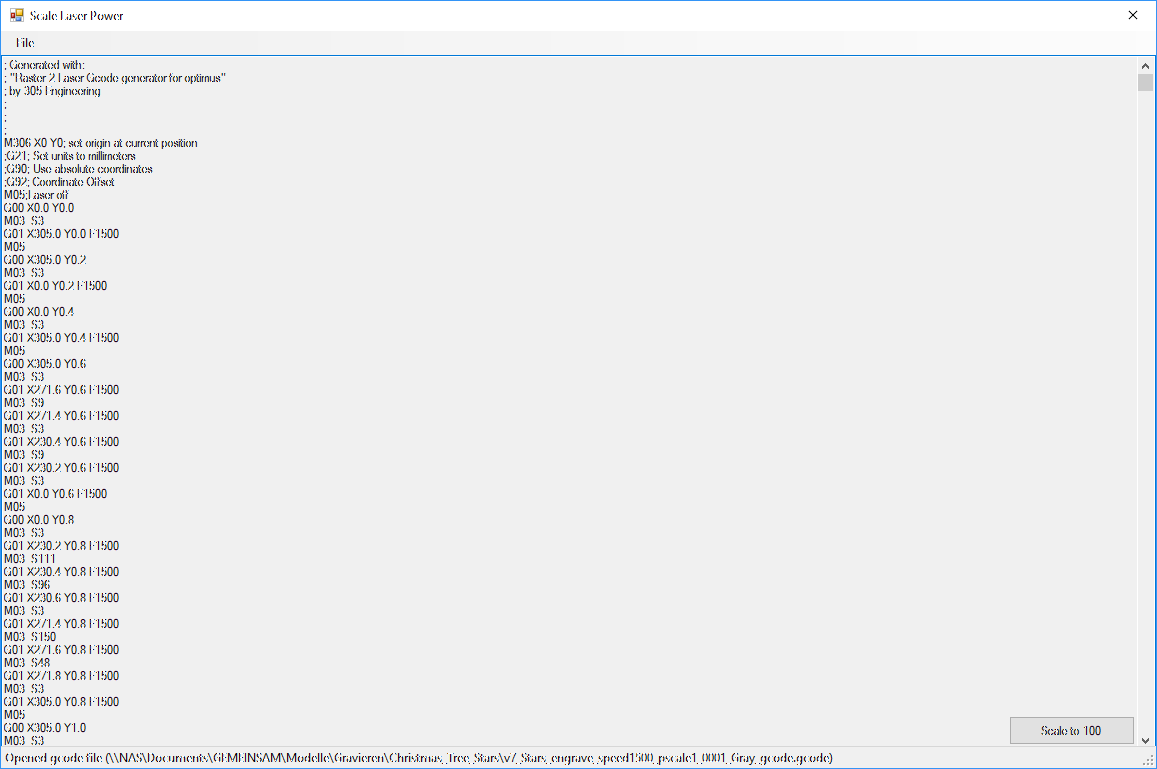 Scale Laser Power
File
; Generated with:
; "Raster 2 Laser Gcode generator for optimus"
; by 305 Engineering
;
;
;
M306 X0 Y0; set origin at current position
;G21; Set units to millimeters
;G90; Use absolute coordinates
;G92; Coordinate Offset
M05;Laser off
G00 X0.0 Y0.0
M03  S3
G01 X305.0 Y0.0 F1500
M05
G00 X305.0 Y0.2
M03  S3
G01 X0.0 Y0.2 F1500
M05
G00 X0.0 Y0.4
M03  S3
G01 X305.0 Y0.4 F1500
M05
G00 X305.0 Y0.6
M03  S3
G01 X271.6 Y0.6 F1500
M03  S9
G01 X271.4 Y0.6 F1500
M03  S3
G01 X230.4 Y0.6 F1500
M03  S9
G01 X230.2 Y0.6 F1500
M03  S3
G01 X0.0 Y0.6 F1500
M05
G00 X0.0 Y0.8
M03  S3
G01 X230.2 Y0.8 F1500
M03  S111
G01 X230.4 Y0.8 F1500
M03  S96
G01 X230.6 Y0.8 F1500
M03  S3
G01 X271.4 Y0.8 F1500
M03  S150
G01 X271.6 Y0.8 F1500
M03  S48
G01 X271.8 Y0.8 F1500
M03  S3
G01 X305.0 Y0.8 F1500
M05
G00 X305.0 Y1.0
M03  S3
Scale to 100
Opened gcode file (\\NAS\Documents\GEMEINSAM\Modelle\Gravieren\Christmas_Tree_Stars\v7_Stars_engrave_speed1500_pscale1_0001_Gray_gcode.gcode)